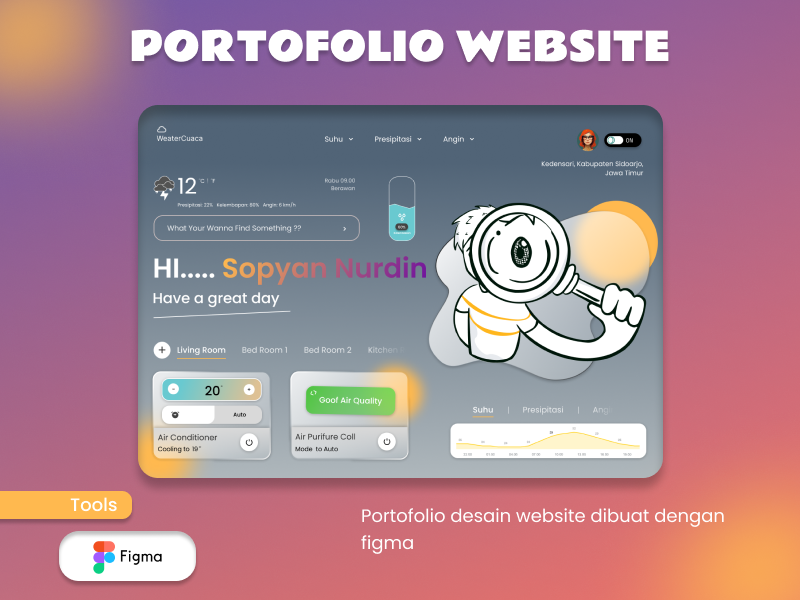 PORTOFOLIO WEBSITE
WeaterCuaca
Suhu
Presipitasi
Angin
ON
Kedensari, Kabupaten Sidoarjo,
Jawa Timur
12 °C | °F
Rabu 09.00
Berawan
Presipitasi: 22% Kelembapan: 80% Angin: 6 km/h
What Your Wanna Find Something ??
HI..... Sopyan Nurdin
Have a great day
Living Room
Bed Room 1
Bed Room 2
Kitchen
20°
Auto
Air Conditioner
Cooling to 19°
Goof Air Quality
Air Purifure Coll
Mode to Auto
Suhu | Presipitasi | Ang
Tools
Figma
Portofolio desain website dibuat dengan
figma